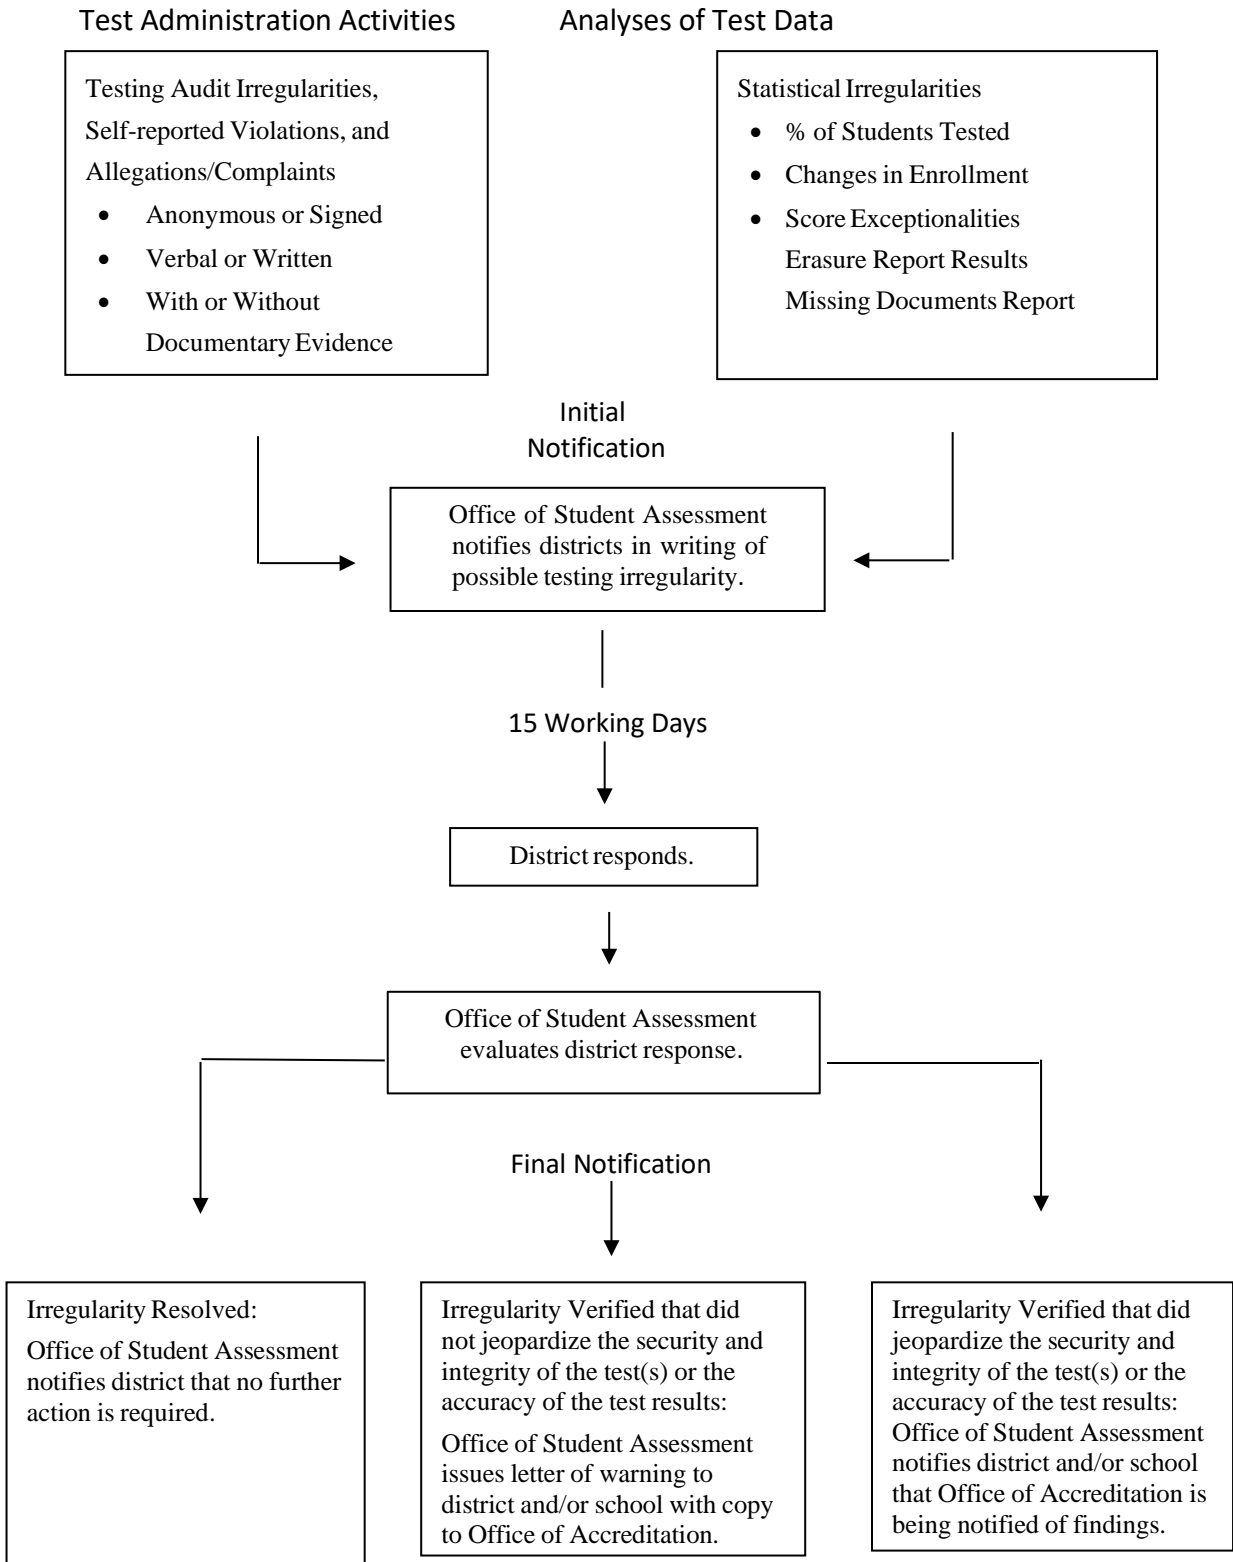 Test Administration Activities
Analyses of Test Data
Testing Audit Irregularities,
Self-reported Violations, and
Allegations/Complaints
• Anonymous or Signed
• Verbal or Written
• With or Without
Documentary Evidence
Statistical Irregularities
• % of Students Tested
• Changes in Enrollment
• Score Exceptionalities
Erasure Report Results
Missing Documents Report
Initial
Notification
Office of Student Assessment
notifies districts in writing of
possible testing irregularity.
15 Working Days
District responds.
Office of Student Assessment
evaluates district response.
Final Notification
Irregularity Resolved:
Office of Student Assessment
notifies district that no further
action is required.
Irregularity Verified that did
not jeopardize the security and
integrity of the test(s) or the
accuracy of the test results:
Office of Student Assessment
issues letter of warning to
district and/or school with copy
to Office of Accreditation.
Irregularity Verified that did
jeopardize the security and
integrity of the test(s) or the
accuracy of the test results:
Office of Student Assessment
notifies district and/or school
that Office of Accreditation is
being notified of findings.